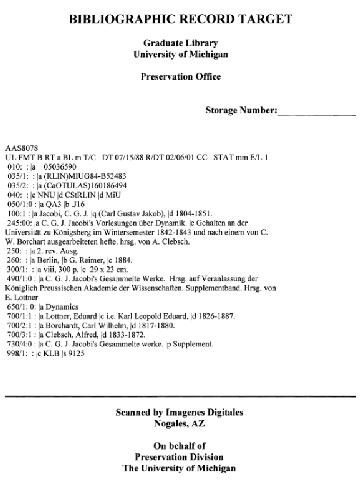 BIBLIOGRAPHIC RECORD TARGET
Graduate Library
University of Michigan
Preservation Office
Storage Number:
AAS8078
UL FMT B RT a BL m T/C DT 07/15/88 R/DT 02/06/01 CC STAT mm E/L 1
010: : |a 05036590
035/1: : |a (RLIN)MIUG84-B52483
035/2: : |a (CaOTULAS)160186494
040: : |c NNU |d CStRLIN |d MiU
050/1:0 : |a QA3 |b .J16
100:1 : |a Jacobi, C. G. J. |q (Carl Gustav Jakob), |d 1804-1851.
245:00: |a C. G. J. Jacobi's Vorlesungen über Dynamik. |c Gehalten an der
Universität zu Königsberg im Wintersemester 1842-1843 und nach einem von C.
W. Borchart ausgearbeiteten hefte. hrsg. von A. Clebsch.
250: : |a 2. rev. Ausg.
260: : |a Berlin, |b G. Reimer, |c 1884.
300/1: : |a viii, 300 p. |c 29 x 23 cm.
490/1:0 : |a C. G. J. Jacobi's Gesammelte Werke. Hrsg. auf Veranlassung der
Königlich Preussischen Akademie der Wissenschaften. Supplementband. Hrsg. von
E. Lottner
650/1: 0: |a Dynamics
700/1:1 : |a Lottner, Eduard |c i.e. Karl Leopold Eduard, |d 1826-1887.
700/2:1 : |a Borchardt, Carl Wilhelm, |d 1817-1880.
700/3:1 : |a Clebsch, Alfred, |d 1833-1872.
730/4:0 : |a C. G. J. Jacobi's Gesammelte werke. |p Supplement.
998/1: : |c KLB |s 9125
Scanned by Imagenes Digitales
Nogales, AZ
On behalf of
Preservation Division
The University of Michigan